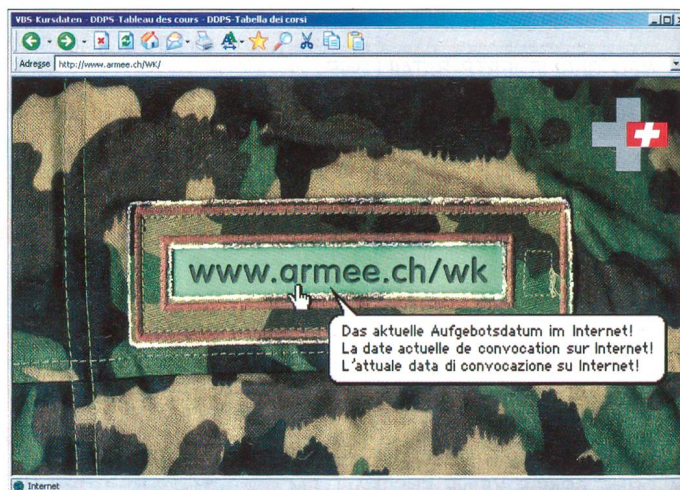 VBS Kursdaten - DDPS-Tableau des cours - DDPS-Tabella dei corsi
Adresse http://www.armee.ch/WK/
www.armee.ch/wk
Das aktuelle Aufgebotsdatum im Internet!
La date actuelle de convocation sur Internet!
L'attuale data di convocazione su Internet!
Internet